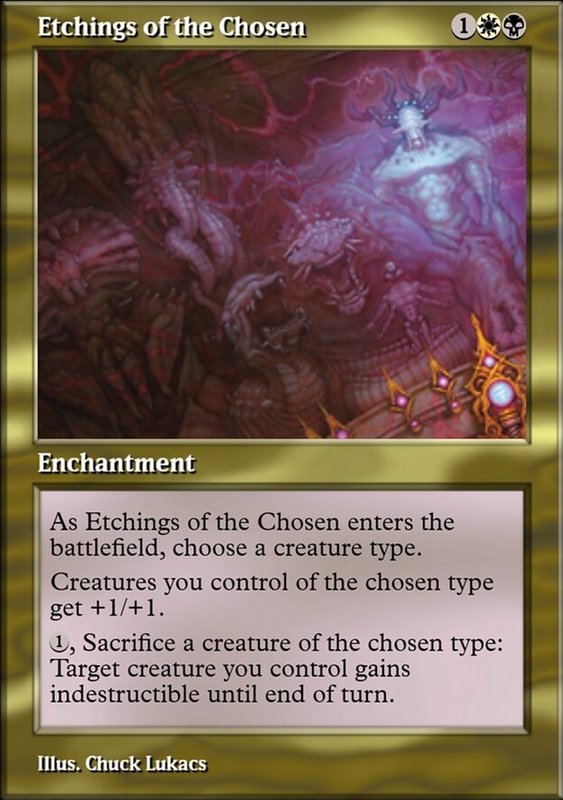 Etchings of the Chosen 1
Enchantment
As Etchings of the Chosen enters the
battlefield, choose a creature type.
Creatures you control of the chosen type
get +1/+1.
1, Sacrifice a creature of the chosen type:
Target creature you control gains
indestructible until end of turn.
Illus. Chuck Lukacs